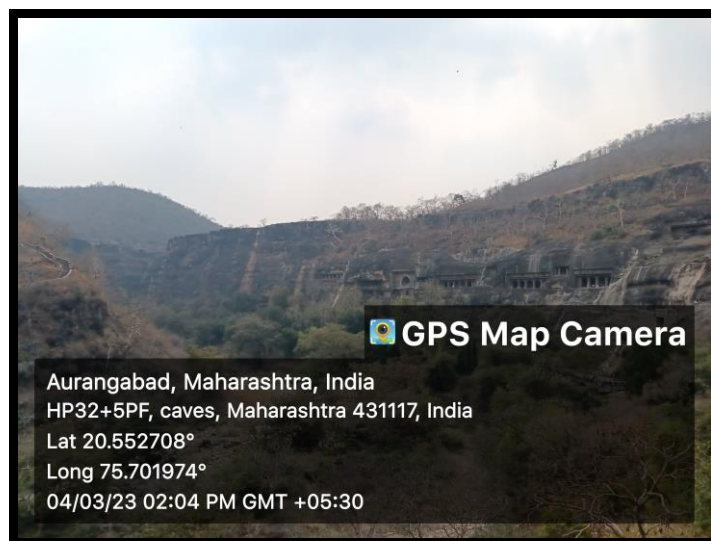 GPS Map Camera
Aurangabad, Maharashtra, India
HP32+5PF, caves, Maharashtra 431117, India
Lat 20.552708°
Long 75.701974°
04/03/23 02:04 PM GMT +05:30